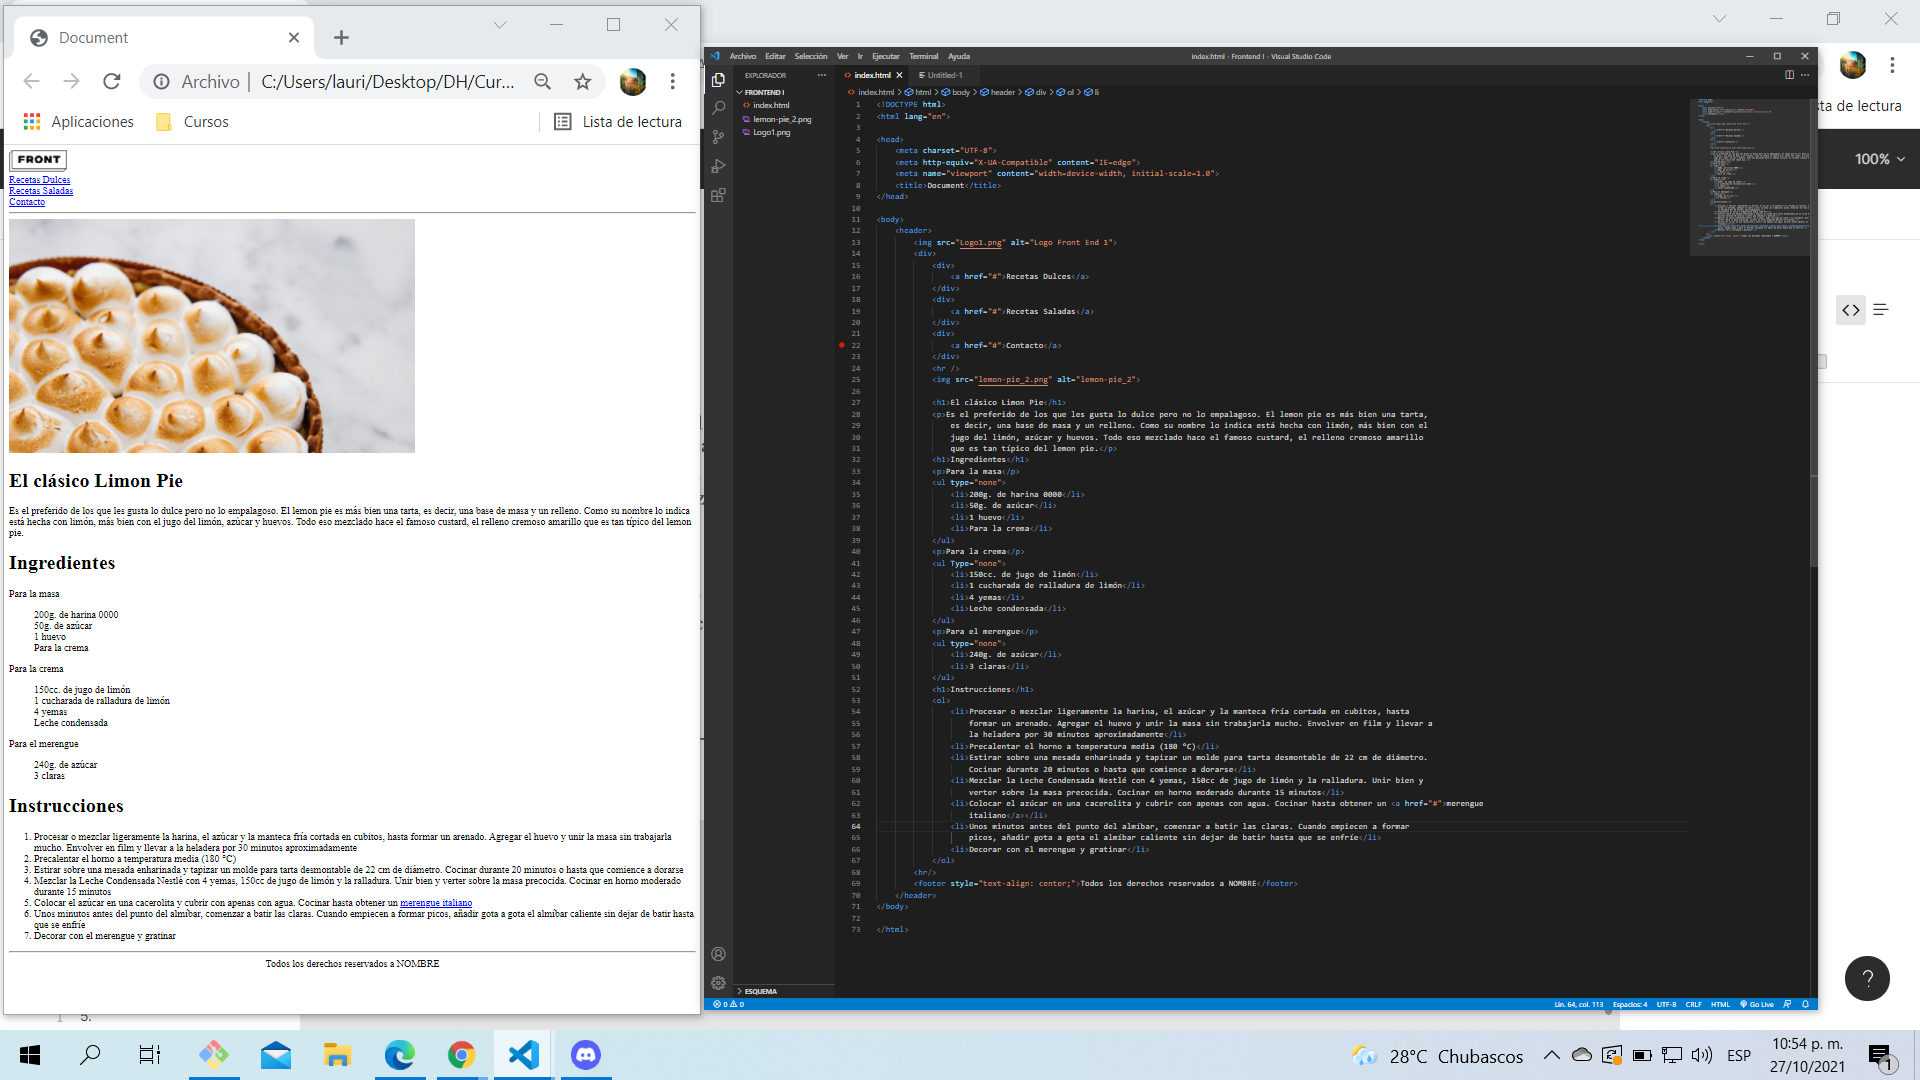 Document
Archivo | C:/Users/lauri/Desktop/DH/Cur...
Aplicaciones
Cursos
Lista de lectura
FRONT
Recetas Dulces
Recetas Saladas
Contacto
El clásico Limon Pie
Es el preferido de los que les gusta lo dulce pero no lo empalagoso. El lemon pie es más bien una tarta, es decir, una base de masa y un relleno. Como su nombre lo indica
está hecha con limón, más bien con el jugo del limón, azúcar y huevos. Todo eso mezclado hace el famoso custard, el relleno cremoso amarillo que es tan típico del lemon
pie.
Ingredientes
Para la masa
200g. de harina 0000
50g. de azúcar
1 huevo
Para la crema
Para la crema
150cc. de jugo de limón
1 cucharada de ralladura de limón
4 yemas
Leche condensada
Para el merengue
240g. de azúcar
3 claras
Instrucciones
1. Procesar o mezclar ligeramente la harina, el azúcar y la manteca fría cortada en cubitos, hasta formar un arenado. Agregar el huevo y unir la masa sin trabajarla
mucho. Envolver en film y llevar a la heladera por 30 minutos aproximadamente
2. Precalentar el horno a temperatura media (180 °C)
3. Estirar sobre una mesada enharinada y tapizar un molde para tarta desmontable de 22 cm de diámetro. Cocinar durante 20 minutos o hasta que comience a dorarse
4. Mezclar la Leche Condensada Nestlé con 4 yemas, 150cc de jugo de limón y la ralladura. Unir bien y verter sobre la masa precocida. Cocinar en horno moderado
durante 15 minutos
5. Colocar el azúcar en una cacerolita y cubrir con apenas con agua. Cocinar hasta obtener un merengue italiano
6. Unos minutos antes del punto del almíbar, comenzar a batir las claras. Cuando empiecen a formar picos, añadir gota a gota el almíbar caliente sin dejar de batir hasta
que se enfríe
7. Decorar con el merengue y gratinar
Todos los derechos reservados a NOMBRE
1 5.
Archivo Editar Selección Ver Ir Ejecutar Terminal Ayuda
index.html - Frontend I - Visual Studio Code
EXPLORADOR ...
FRONTEND I
index.html
lemon-pie_2.png
Logo1.png
ESQUEMA
index.html
Untitled-1
index.html > html > body > header > div > ol > li
1 <!DOCTYPE html>
2 <html lang="en">
3
4 <head>
5 <meta charset="UTF-8">
6 <meta http-equiv="X-UA-Compatible" content="IE=edge">
7 <meta name="viewport" content="width=device-width, initial-scale=1.0">
8 <title>Document</title>
9 </head>
10
11 <body>
12 <header>
13 <img src="Logo1.png" alt="Logo Front End 1">
14 <div>
15 <div>
16 <a href="#">Recetas Dulces</a>
17 </div>
18 <div>
19 <a href="#">Recetas Saladas</a>
20 </div>
21 <div>
22 <a href="#">Contacto</a>
23 </div>
24 <hr />
25 <img src="lemon-pie_2.png" alt="lemon-pie_2">
26
27 <h1>El clásico Limon Pie</h1>
28 <p>Es el preferido de los que les gusta lo dulce pero no lo empalagoso. El lemon pie es más bien una tarta,
29 es decir, una base de masa y un relleno. Como su nombre lo indica está hecha con limón, más bien con el
30 jugo del limón, azúcar y huevos. Todo eso mezclado hace el famoso custard, el relleno cremoso amarillo
31 que es tan típico del lemon pie.</p>
32 <h1>Ingredientes</h1>
33 <p>Para la masa</p>
34 <ul type="none">
35 <li>200g. de harina 0000</li>
36 <li>50g. de azúcar</li>
37 <li>1 huevo</li>
38 <li>Para la crema</li>
39 </ul>
40 <p>Para la crema</p>
41 <ul Type="none">
42 <li>150cc. de jugo de limón</li>
43 <li>1 cucharada de ralladura de limón</li>
44 <li>4 yemas</li>
45 <li>Leche condensada</li>
46 </ul>
47 <p>Para el merengue</p>
48 <ul type="none">
49 <li>240g. de azúcar</li>
50 <li>3 claras</li>
51 </ul>
52 <h1>Instrucciones</h1>
53 <ol>
54 <li>Procesar o mezclar ligeramente la harina, el azúcar y la manteca fría cortada en cubitos, hasta
55 formar un arenado. Agregar el huevo y unir la masa sin trabajarla mucho. Envolver en film y llevar a
56 la heladera por 30 minutos aproximadamente</li>
57 <li>Precalentar el horno a temperatura media (180 °C)</li>
58 <li>Estirar sobre una mesada enharinada y tapizar un molde para tarta desmontable de 22 cm de diámetro.
59 Cocinar durante 20 minutos o hasta que comience a dorarse</li>
60 <li>Mezclar la Leche Condensada Nestlé con 4 yemas, 150cc de jugo de limón y la ralladura. Unir bien y
61 verter sobre la masa precocida. Cocinar en horno moderado durante 15 minutos</li>
62 <li>Colocar el azúcar en una cacerolita y cubrir con apenas con agua. Cocinar hasta obtener un <a href="#">merengue
63 italiano</a></li>
64 <li>Unos minutos antes del punto del almíbar, comenzar a batir las claras. Cuando empiecen a formar
65 picos, añadir gota a gota el almíbar caliente sin dejar de batir hasta que se enfríe</li>
66 <li>Decorar con el merengue y gratinar</li>
67 </ol>
68 <hr/>
69 <footer style="text-align: center;">Todos los derechos reservados a NOMBRE</footer>
70 </header>
71 </body>
72
73 </html>
0 0
Lín. 64, col. 113 Espacios: 4 UTF-8 CRLF HTML Go Live
sta de lectura
100%
?
28°C Chubascos
ESP
10:54 p. m.
27/10/2021
1